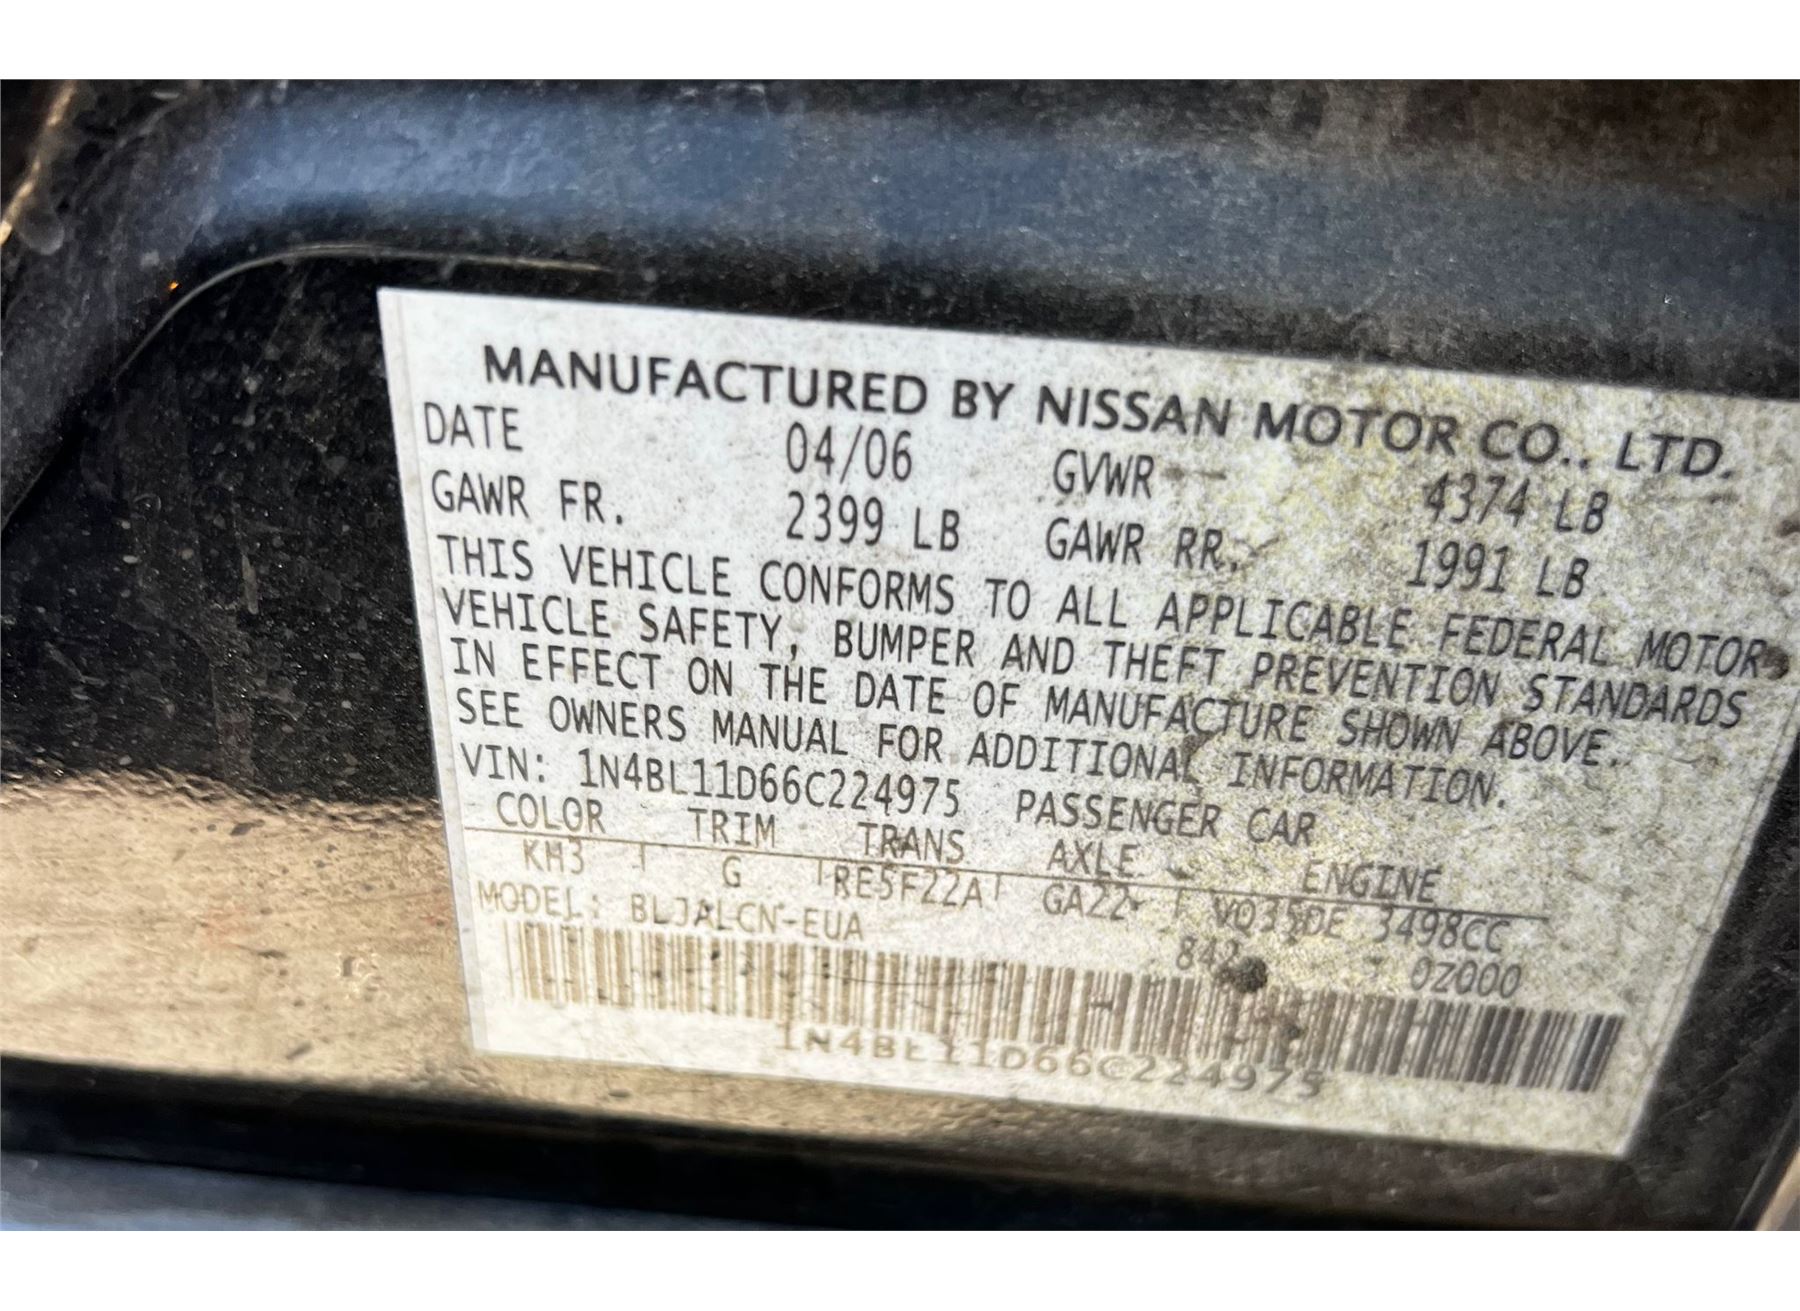 MANUFACTURED BY NISSAN MOTOR CO., LTD.
DATE 04/06 GVWR 4374 LB
GAWR FR. 2399 LB GAWR RR. 1991 LB
THIS VEHICLE CONFORMS TO ALL APPLICABLE FEDERAL MOTOR
VEHICLE SAFETY, BUMPER AND THEFT PREVENTION STANDARDS
IN EFFECT ON THE DATE OF MANUFACTURE SHOWN ABOVE.
SEE OWNERS MANUAL FOR ADDITIONAL INFORMATION.
VIN: 1N4BL11D66C224975 PASSENGER CAR
COLOR TRIM TRANS AXLE ENGINE
KH3 G RE5F22A GA22 VQ35DE 3498CC
MODEL: BLJALCN-EUA 842 0Z000
1N4BL11D66C224975